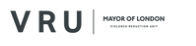 VRU
MAYOR OF LONDON
VIOLENCE REDUCTION UNIT